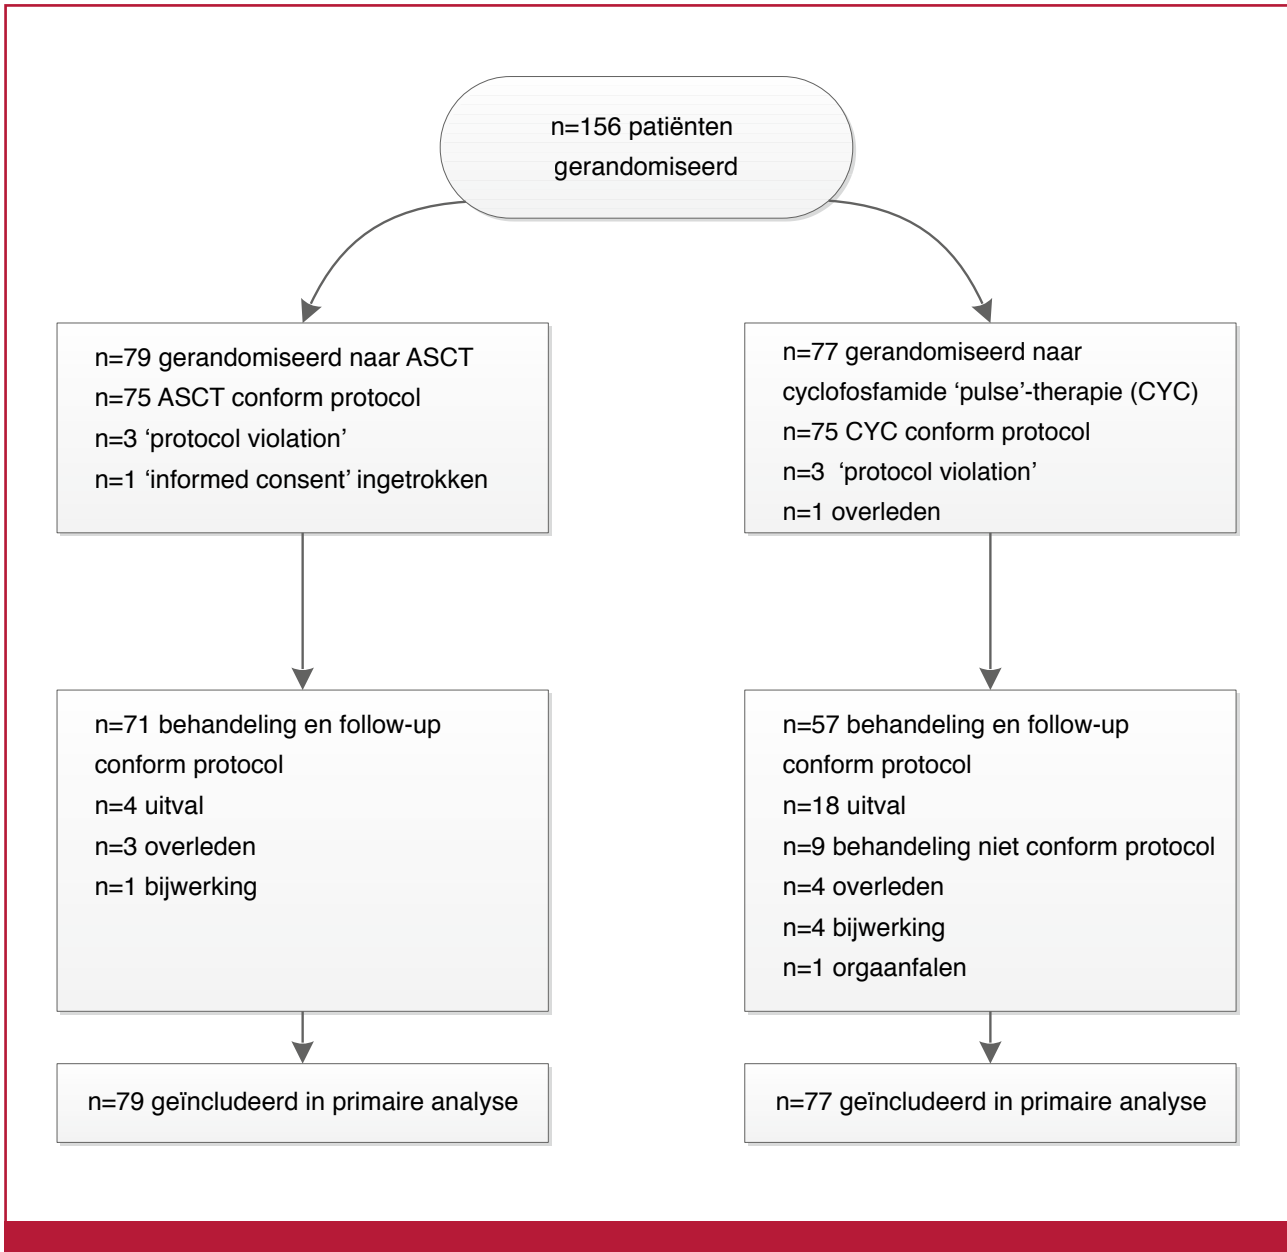 n=156 patiënten
gerandomiseerd
n=79 gerandomiseerd naar ASCT
n=75 ASCT conform protocol
n=3 ‘protocol violation’
n=1 ‘informed consent’ ingetrokken
n=77 gerandomiseerd naar
cyclofosfamide ‘pulse’-therapie (CYC)
n=75 CYC conform protocol
n=3 ‘protocol violation’
n=1 overleden
n=71 behandeling en follow-up
conform protocol
n=4 uitval
n=3 overleden
n=1 bijwerking
n=57 behandeling en follow-up
conform protocol
n=18 uitval
n=9 behandeling niet conform protocol
n=4 overleden
n=4 bijwerking
n=1 orgaanfalen
n=79 geïncludeerd in primaire analyse
n=77 geïncludeerd in primaire analyse